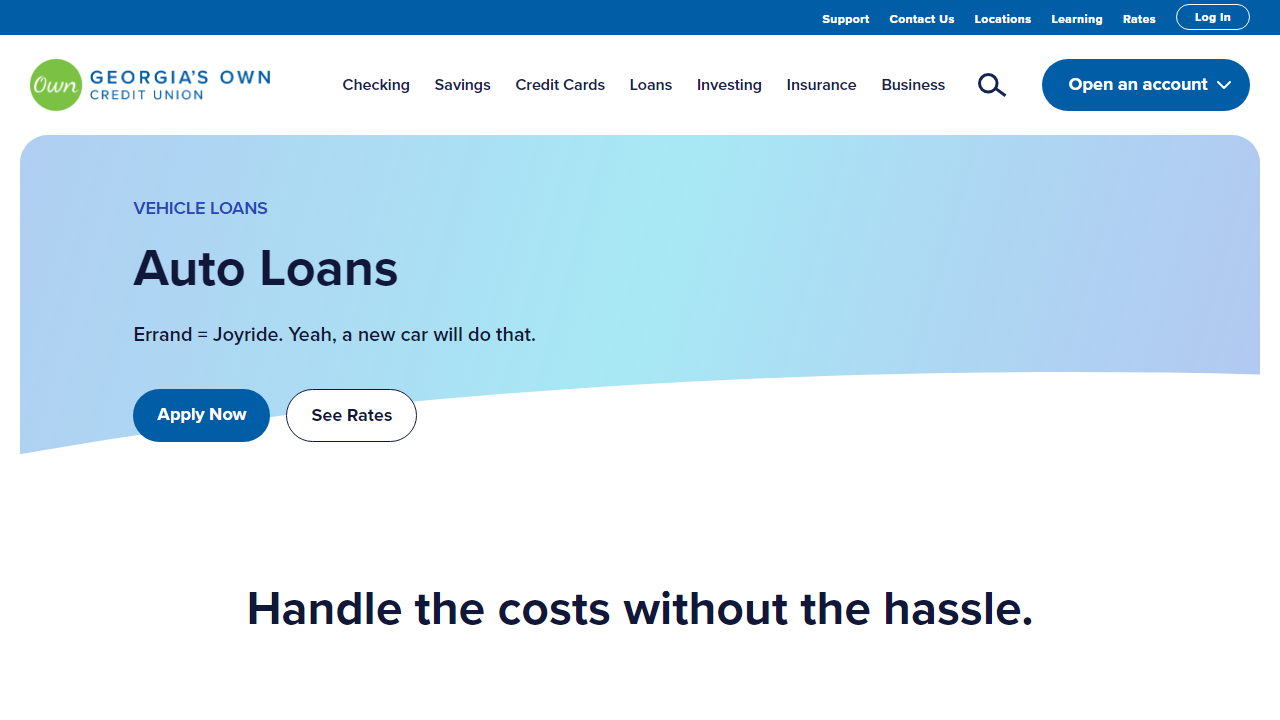 Support Contact Us Locations Learning Rates Log In
Own GEORGIA'S OWN
CREDIT UNION
Checking Savings Credit Cards Loans Investing Insurance Business Open an account
VEHICLE LOANS
Auto Loans
Errand = Joyride. Yeah, a new car will do that.
Apply Now See Rates
Handle the costs without the hassle.